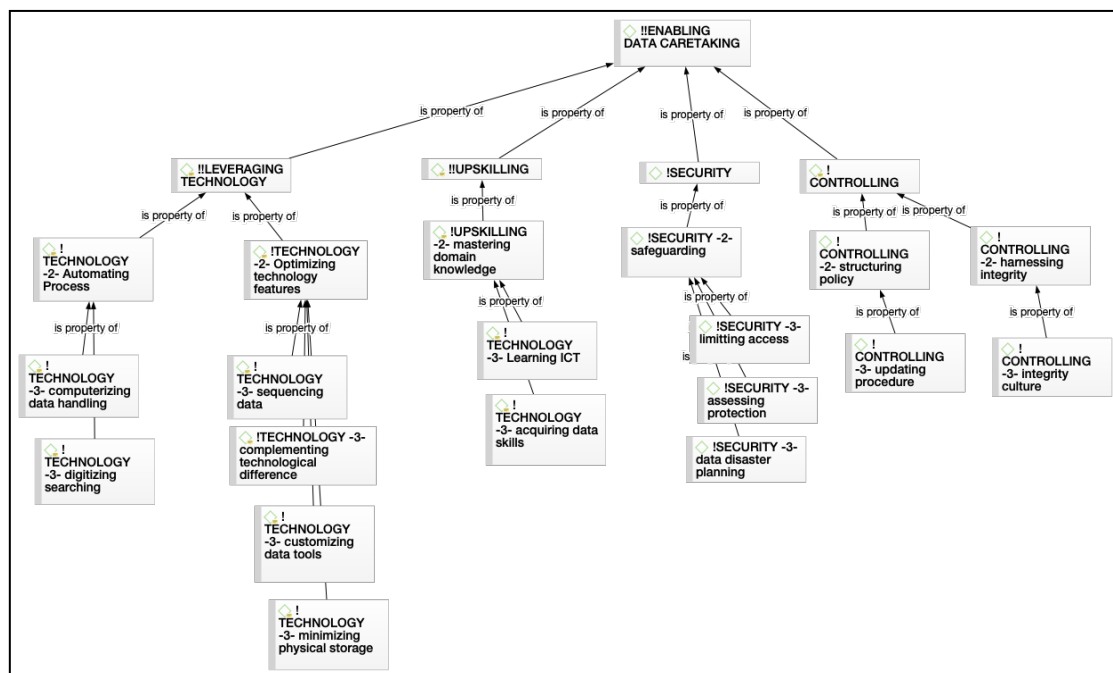 !!ENABLING
DATA CARETAKING
is property of
is property of
is property of
is property of
!!LEVERAGING
TECHNOLOGY
!!UPSKILLING
!SECURITY
!
CONTROLLING
is property of
is property of
is property of
is property of
is property of
is property of
!
TECHNOLOGY
-2- Automating
Process
!TECHNOLOGY
-2- Optimizing
technology
features
!UPSKILLING
-2- mastering
domain
knowledge
!SECURITY -2-
safeguarding
!
CONTROLLING
-2- structuring
policy
!
CONTROLLING
-2- harnessing
integrity
is property of
is property of
is property of
is property of
is
is property of
is property of
!
TECHNOLOGY
-3- computerizing
data handling
!
TECHNOLOGY
-3- digitizing
searching
!
TECHNOLOGY
-3- sequencing
data
!TECHNOLOGY -3-
complementing
technological
difference
!
TECHNOLOGY
-3- customizing
data tools
!
TECHNOLOGY
-3- minimizing
physical storage
!
TECHNOLOGY
-3- Learning ICT
!
TECHNOLOGY
-3- acquiring data
skills
!SECURITY -3-
limitting access
!SECURITY -3-
assessing
protection
!SECURITY -3-
data disaster
planning
!
CONTROLLING
-3- updating
procedure
!
CONTROLLING
-3- integrity
culture